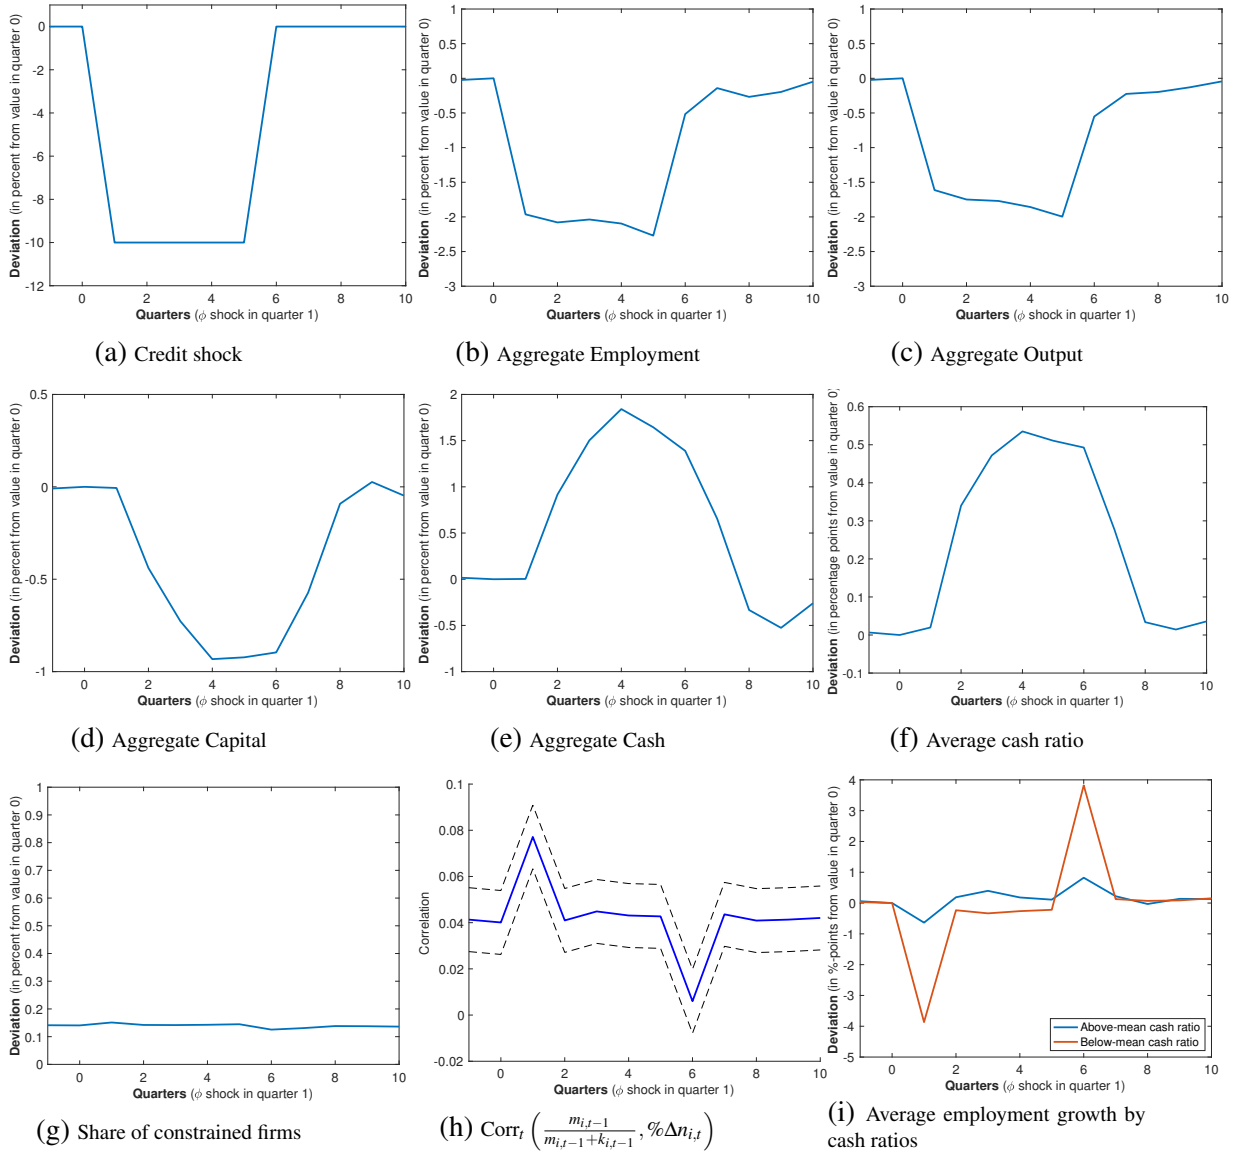 0
-2
-4
-6
-8
-10
-12
0 2 4 6 8 10
Deviation (in percent from value in quarter 0)
Quarters (ϕ shock in quarter 1)
(a) Credit shock
1
0.5
0
-0.5
-1
-1.5
-2
-2.5
-3
0 2 4 6 8 10
Deviation (in percent from value in quarter 0)
Quarters (ϕ shock in quarter 1)
(b) Aggregate Employment
1
0.5
0
-0.5
-1
-1.5
-2
-2.5
-3
0 2 4 6 8 10
Deviation (in percent from value in quarter 0)
Quarters (ϕ shock in quarter 1)
(c) Aggregate Output
0.5
0
-0.5
-1
0 2 4 6 8 10
Deviation (in percent from value in quarter 0)
Quarters (ϕ shock in quarter 1)
(d) Aggregate Capital
2
1.5
1
0.5
0
-0.5
-1
0 2 4 6 8 10
Deviation (in percent from value in quarter 0)
Quarters (ϕ shock in quarter 1)
(e) Aggregate Cash
0.6
0.5
0.4
0.3
0.2
0.1
0
-0.1
0 2 4 6 8 10
Deviation (in percentage points from value in quarter 0)
Quarters (ϕ shock in quarter 1)
(f) Average cash ratio
1
0.9
0.8
0.7
0.6
0.5
0.4
0.3
0.2
0.1
0
0 2 4 6 8 10
Deviation (in percent from value in quarter 0)
Quarters (ϕ shock in quarter 1)
(g) Share of constrained firms
0.1
0.08
0.06
0.04
0.02
0
-0.02
0 2 4 6 8 10
Correlation
Quarters (ϕ shock in quarter 1)
(h) Corr_t ( m_{i,t−1} / (m_{i,t−1}+k_{i,t−1}) , %Δn_{i,t} )
4
3
2
1
0
-1
-2
-3
-4
-5
0 2 4 6 8 10
Deviation (in %-points from value in quarter 0)
Above-mean cash ratio
Below-mean cash ratio
Quarters (ϕ shock in quarter 1)
(i) Average employment growth by
cash ratios